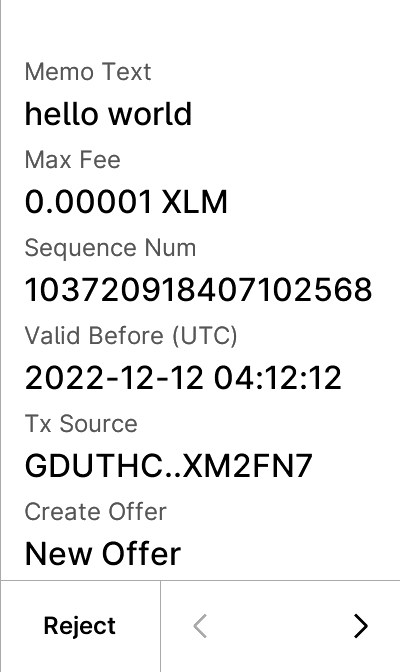 Memo Text
hello world
Max Fee
0.00001 XLM
Sequence Num
103720918407102568
Valid Before (UTC)
2022-12-12 04:12:12
Tx Source
GDUTHC..XM2FN7
Create Offer
New Offer
Reject